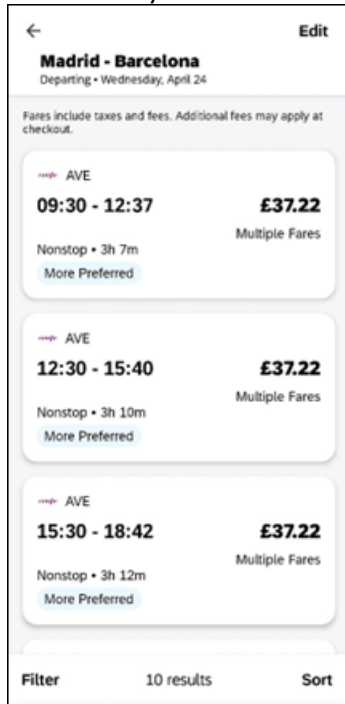 Edit
Madrid - Barcelona
Departing • Wednesday, April 24
Fares include taxes and fees. Additional fees may apply at
checkout.
renfe AVE
09:30 - 12:37 £37.22
Multiple Fares
Nonstop • 3h 7m
More Preferred
renfe AVE
12:30 - 15:40 £37.22
Multiple Fares
Nonstop • 3h 10m
More Preferred
renfe AVE
15:30 - 18:42 £37.22
Multiple Fares
Nonstop • 3h 12m
More Preferred
Filter 10 results Sort